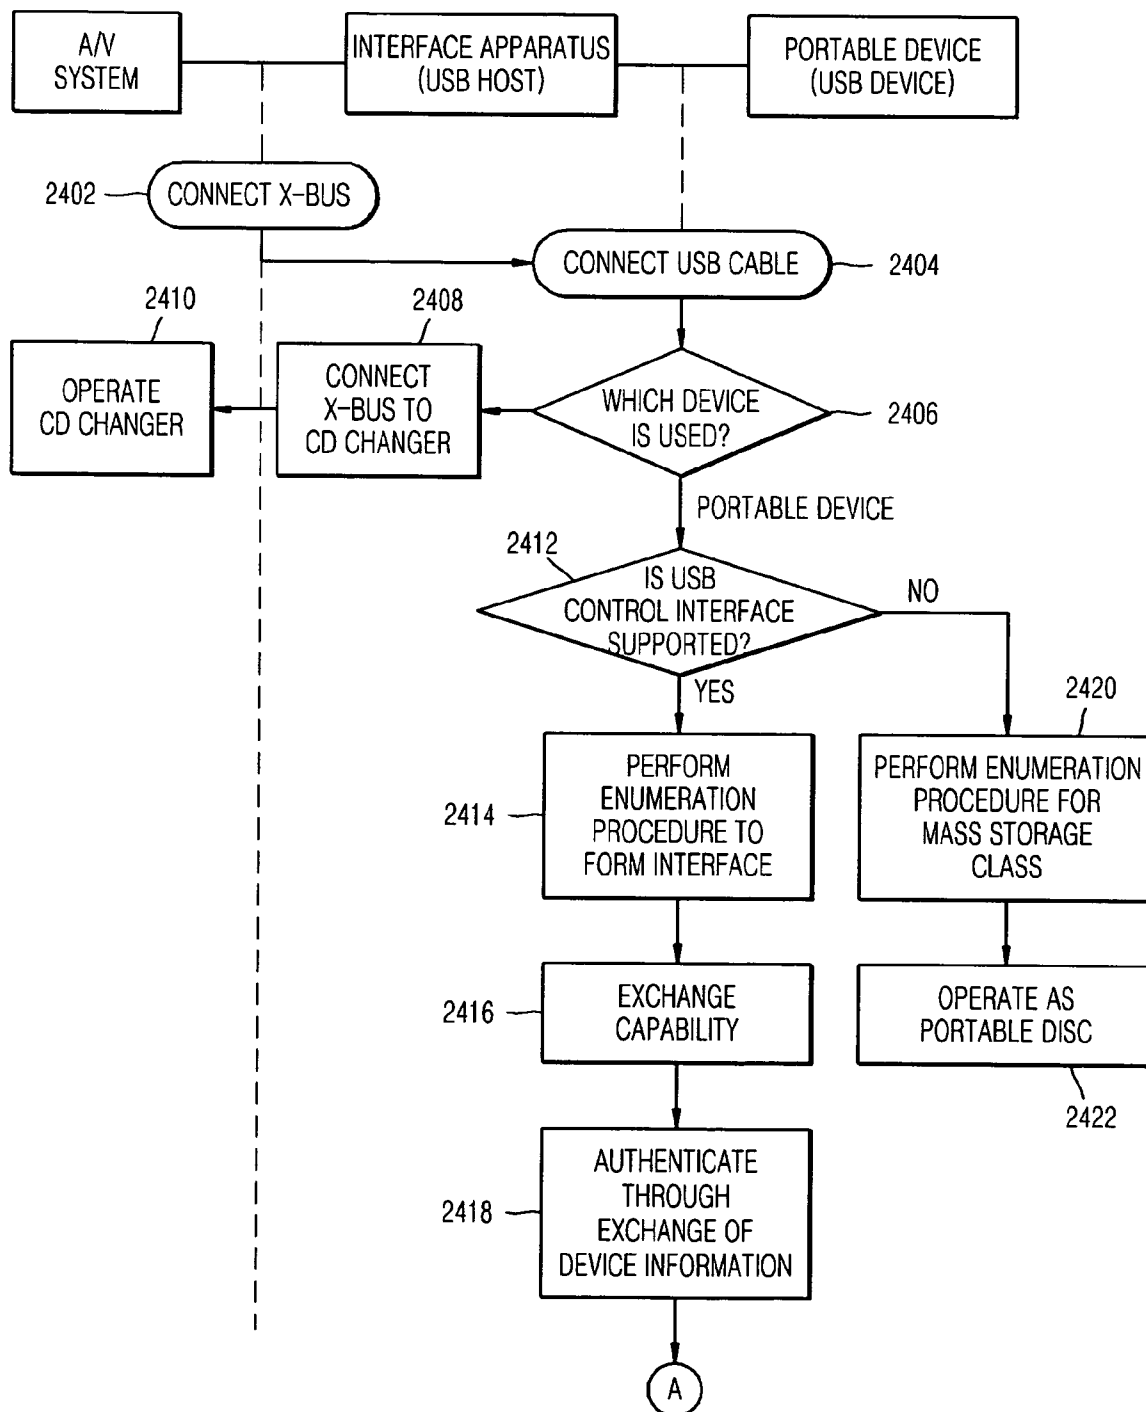 A/V
SYSTEM
INTERFACE APPARATUS
(USB HOST)
PORTABLE DEVICE
(USB DEVICE)
2402
CONNECT X-BUS
CONNECT USB CABLE
2404
2410
2408
OPERATE
CD CHANGER
CONNECT
X-BUS TO
CD CHANGER
WHICH DEVICE
IS USED?
2406
PORTABLE DEVICE
2412
IS USB
CONTROL INTERFACE
SUPPORTED?
NO
YES
2420
2414
PERFORM
ENUMERATION
PROCEDURE TO
FORM INTERFACE
PERFORM ENUMERATION
PROCEDURE FOR
MASS STORAGE
CLASS
2416
EXCHANGE
CAPABILITY
OPERATE AS
PORTABLE DISC
2422
2418
AUTHENTICATE
THROUGH
EXCHANGE OF
DEVICE INFORMATION
A